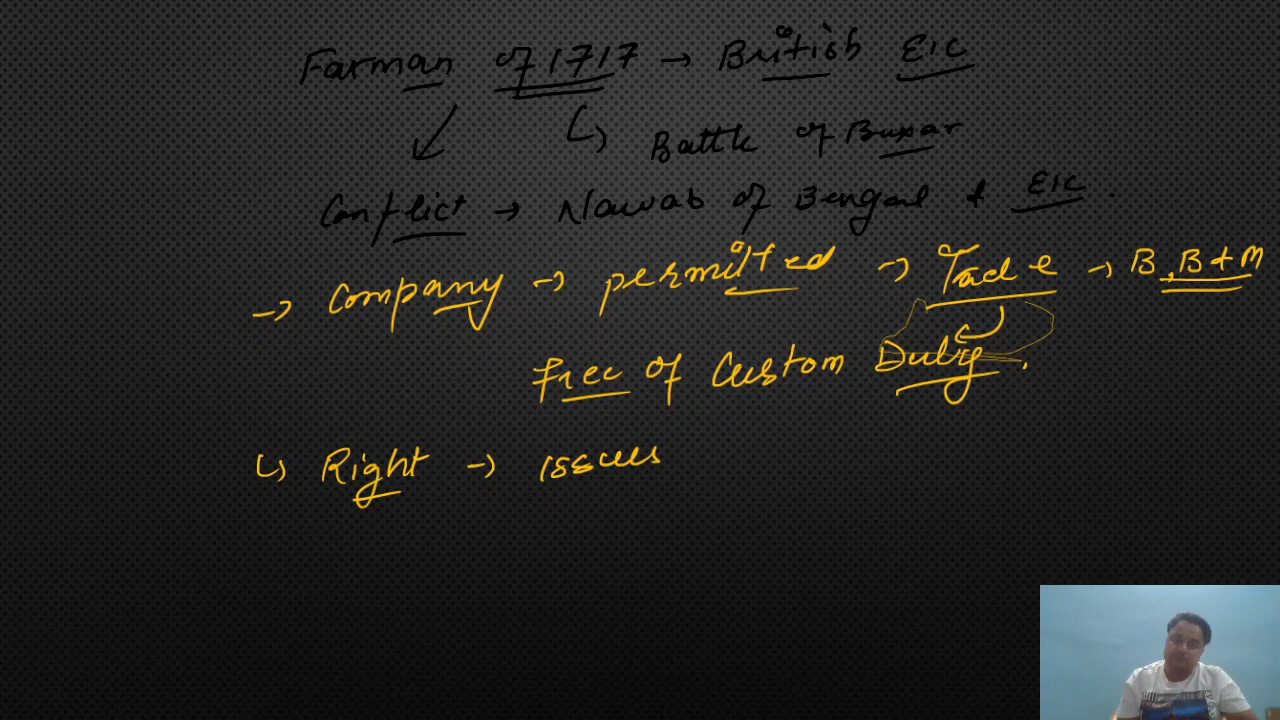 Farman of 1717 → British EIC
↳ Battle of Buxar
Conflict → Nawab of Bengal & EIC.
→ Company → permitted → Tade → B, B & M
Free of Custom Duty.
↳ Right → issues